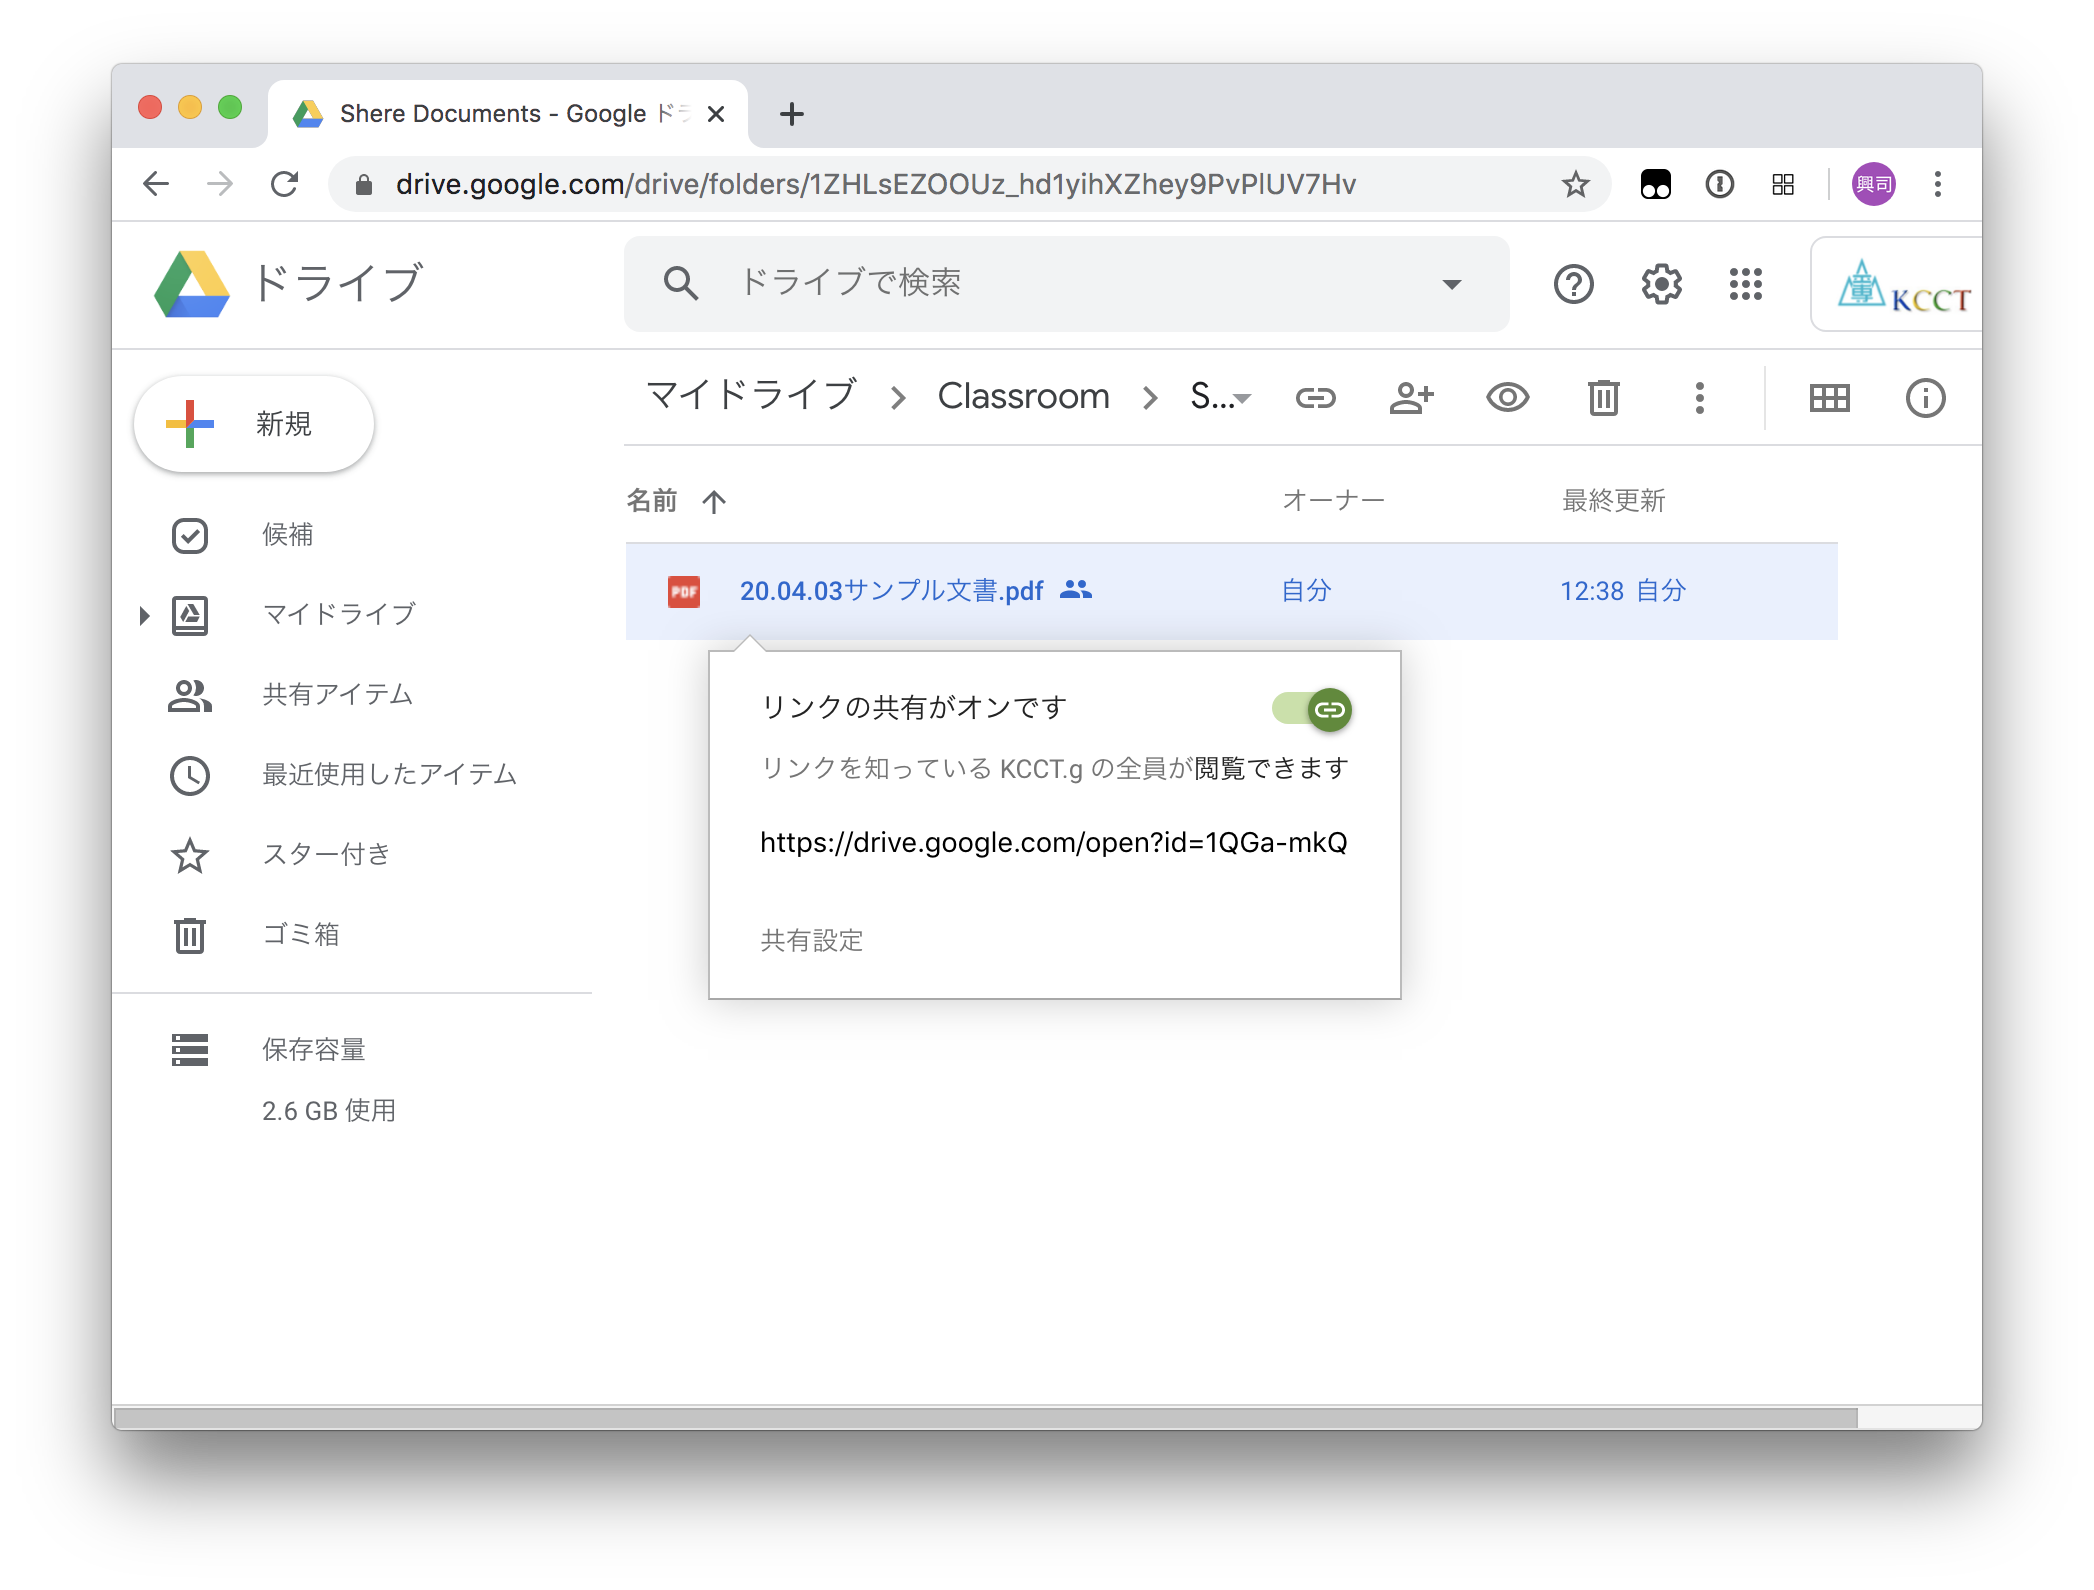 Shere Documents - Google ドラ
drive.google.com/drive/folders/1ZHLsEZOOUz_hd1yihXZhey9PvPlUV7Hv
興司
ドライブ
ドライブで検索
KCCT
新規
マイドライブ
Classroom
S...
候補
マイドライブ
共有アイテム
最近使用したアイテム
スター付き
ゴミ箱
保存容量
2.6 GB 使用
名前
オーナー
最終更新
PDF
20.04.03サンプル文書.pdf
自分
12:38 自分
リンクの共有がオンです
リンクを知っている KCCT.g の全員が閲覧できます
https://drive.google.com/open?id=1QGa-mkQ
共有設定